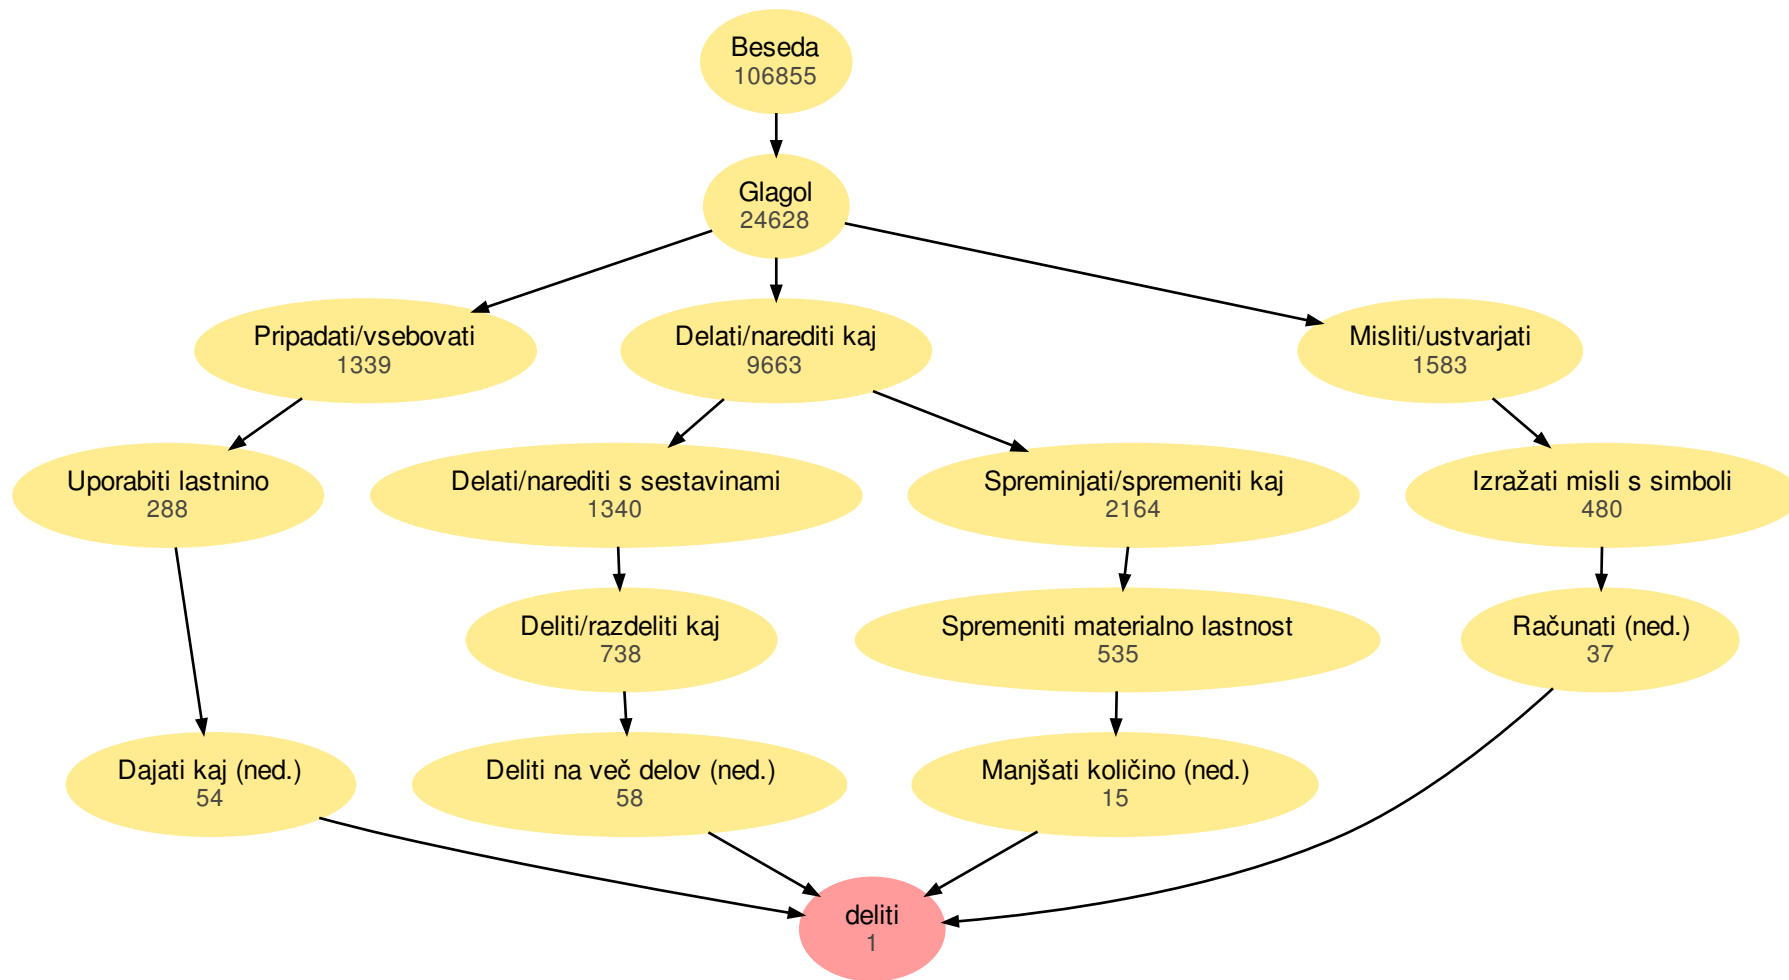 Beseda
106855
Glagol
24628
Pripadati/vsebovati
1339
Delati/narediti kaj
9663
Misliti/ustvarjati
1583
Uporabiti lastnino
288
Delati/narediti s sestavinami
1340
Spreminjati/spremeniti kaj
2164
Izražati misli s simboli
480
Deliti/razdeliti kaj
738
Spremeniti materialno lastnost
535
Računati (ned.)
37
Dajati kaj (ned.)
54
Deliti na več delov (ned.)
58
Manjšati količino (ned.)
15
deliti
1